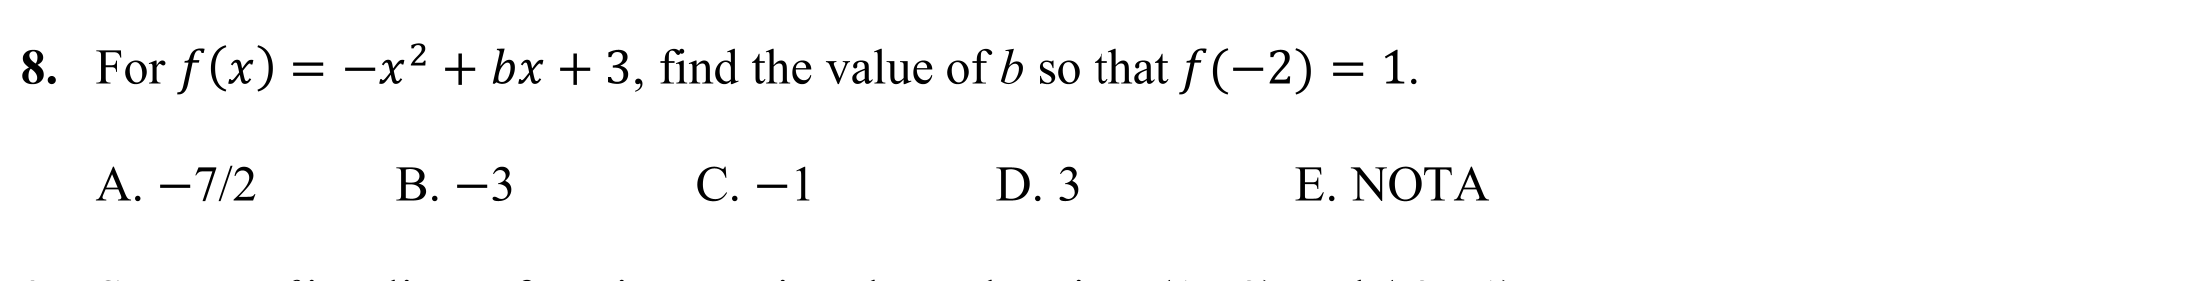 8. For f(x) = −x² + bx + 3, find the value of b so that f(−2) = 1.
A. −7/2 B. −3 C. −1 D. 3 E. NOTA